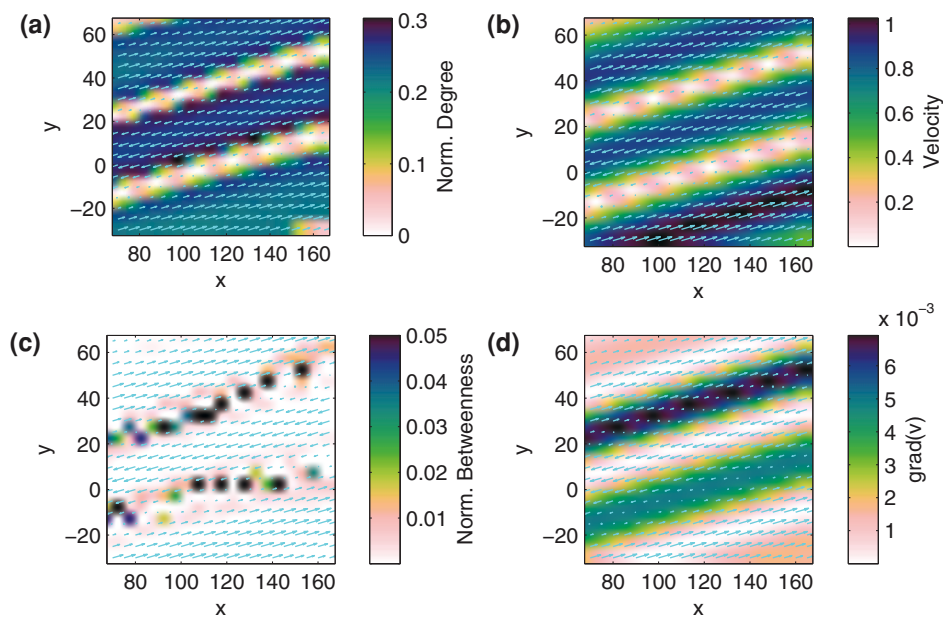 (a)
60
40
20
0
−20
y
80 100 120 140 160
x
0.3
0.2
0.1
0
Norm. Degree
(b)
60
40
20
0
−20
y
80 100 120 140 160
x
1
0.8
0.6
0.4
0.2
Velocity
(c)
60
40
20
0
−20
y
80 100 120 140 160
x
0.05
0.04
0.03
0.02
0.01
Norm. Betweenness
(d)
60
40
20
0
−20
y
80 100 120 140 160
x
x 10−3
6
5
4
3
2
1
grad(v)